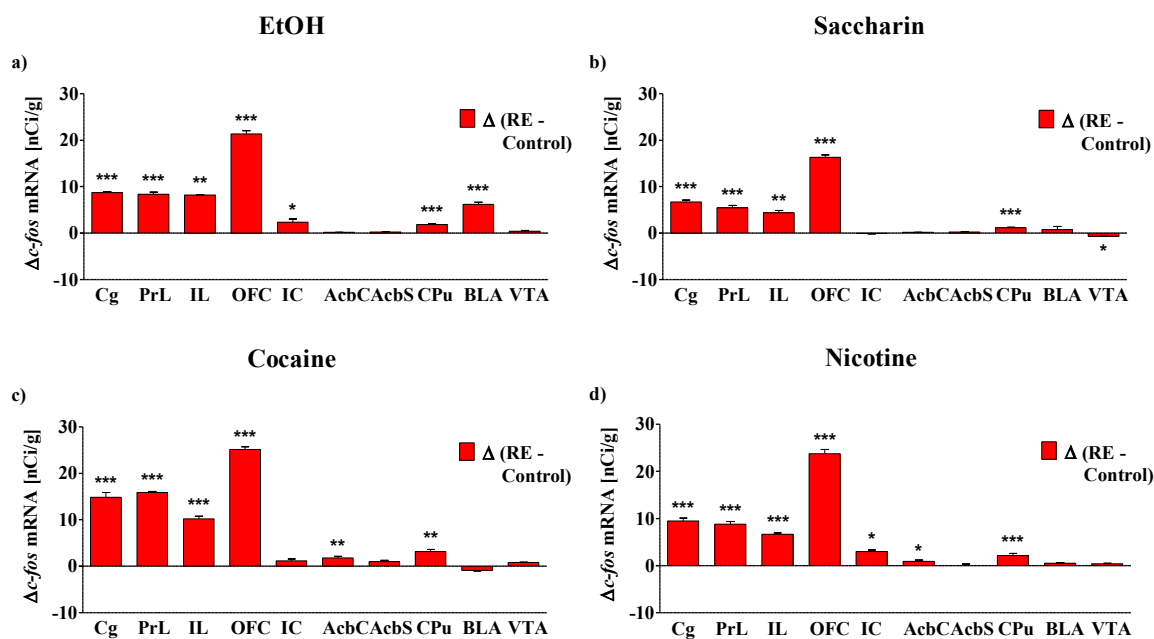 EtOH
a)
Δc-fos mRNA [nCi/g]
30
20
10
0
-10
***
***
**
***
*
***
***
Δ (RE -
Control)
Cg PrL IL OFC IC AcbC AcbS CPu BLA VTA
Saccharin
b)
Δc-fos mRNA [nCi/g]
30
20
10
0
-10
***
***
**
***
***
*
Δ (RE -
Control)
Cg PrL IL OFC IC AcbC AcbS CPu BLA VTA
Cocaine
c)
Δc-fos mRNA [nCi/g]
30
20
10
0
-10
***
***
***
***
**
**
Δ (RE -
Control)
Cg PrL IL OFC IC AcbC AcbS CPu BLA VTA
Nicotine
d)
Δc-fos mRNA [nCi/g]
30
20
10
0
-10
***
***
***
***
*
*
***
Δ (RE -
Control)
Cg PrL IL OFC IC AcbC AcbS CPu BLA VTA